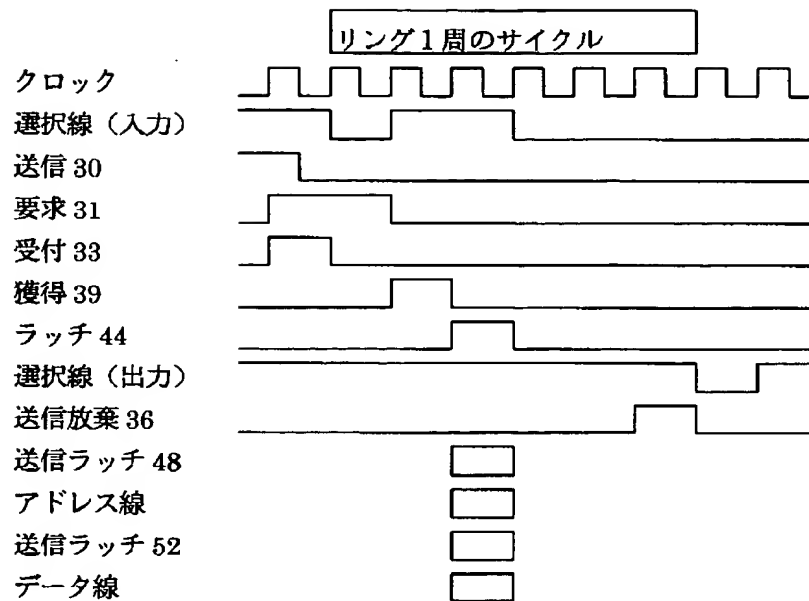 リング1周のサイクル
クロック
選択線（入力）
送信 30
要求 31
受付 33
獲得 39
ラッチ 44
選択線（出力）
送信放棄 36
送信ラッチ 48
アドレス線
送信ラッチ 52
データ線